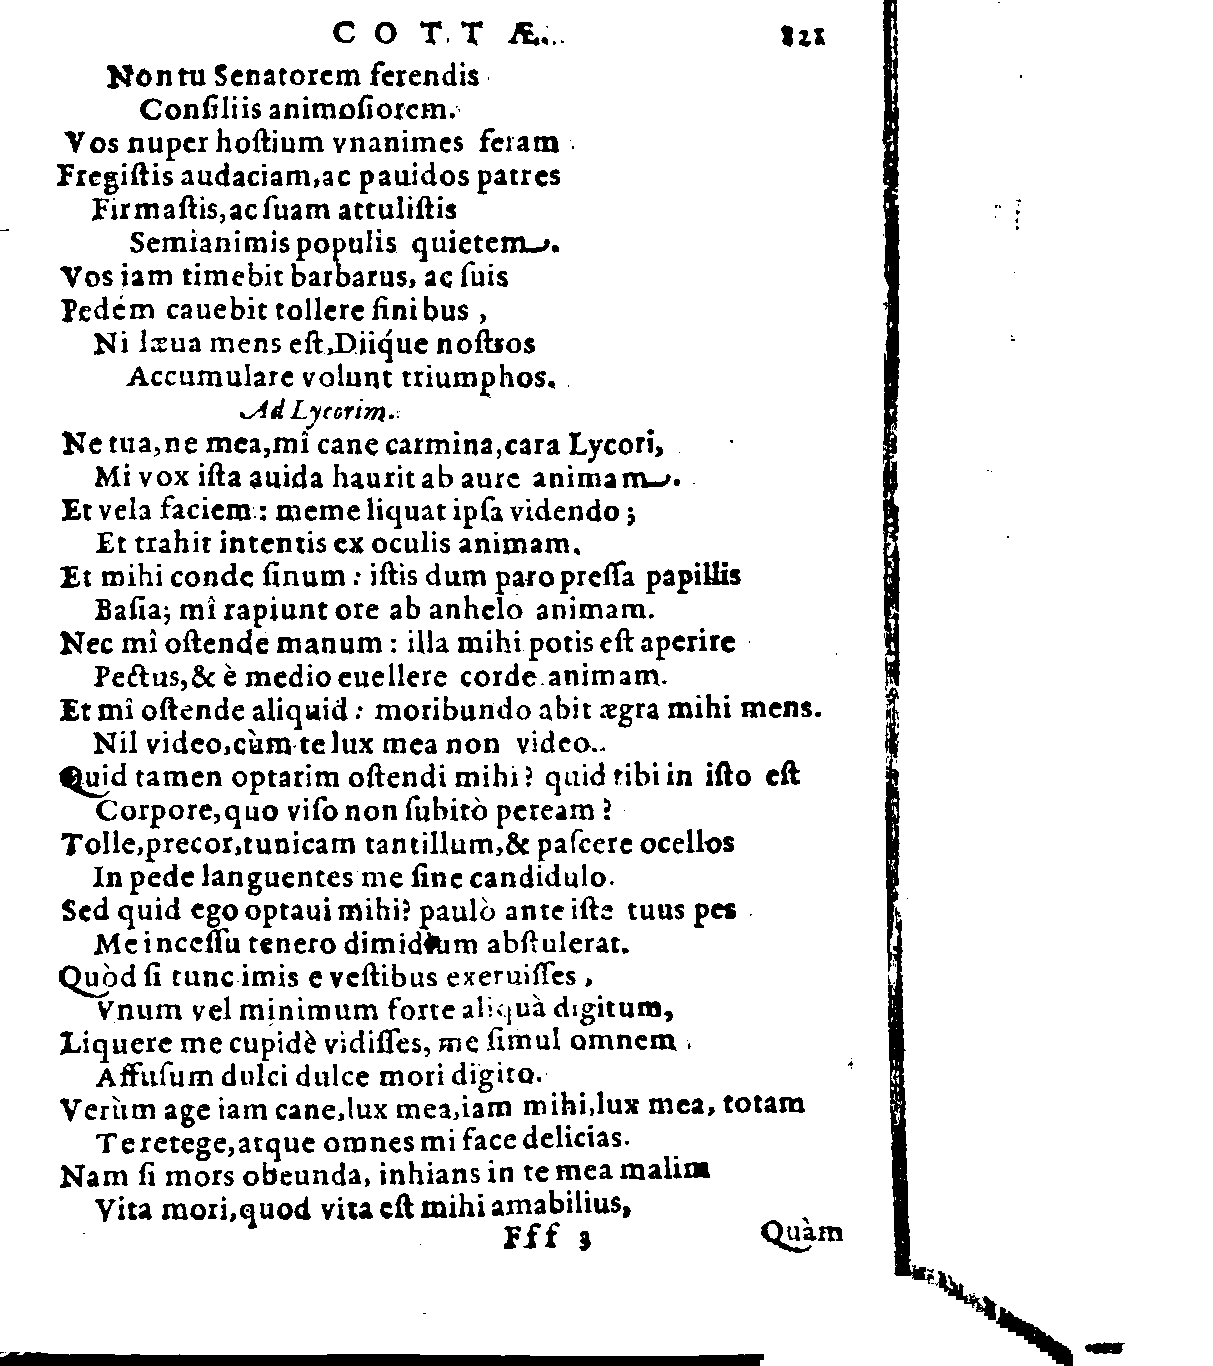 COTTÆ. 821
Non tu Senatorem ferendis
Conſiliis animoſiorem.
Vos nuper hoſtium vnanimes feram
Fregiſtis audaciam, ac pauidos patres
Firmaſtis, ac ſuam attuliſtis
Semianimis populis quietem.
Vos iam timebit barbarus, ac ſuis
Pedem cauebit tollere finibus,
Ni læua mens eſt, Diiq́ue noſtros
Accumulare volunt triumphos.
Ad Lycorim.
Ne tua, ne mea, mî cane carmina, cara Lycori,
Mi vox iſta auida haurit ab aure animam.
Et vela faciem: meme liquat ipſa videndo;
Et trahit intentis ex oculis animam.
Et mihi conde ſinum: iſtis dum paro preſſa papillis
Baſia; mî rapiunt ore ab anhelo animam.
Nec mî oſtende manum: illa mihi potis eſt aperire
Pectus, & è medio euellere corde animam.
Et mî oſtende aliquid: moribundo abit ægra mihi mens.
Nil video, cùm te lux mea non video.
Quid tamen optarim oſtendi mihi? quid tibi in iſto eſt
Corpore, quo viſo non ſubitò peream?
Tolle, precor, tunicam tantillum, & paſcere ocellos
In pede languentes me ſine candidulo.
Sed quid ego optaui mihi? paulò ante iſte tuus pes
Me inceſſu tenero dimidium abſtulerat.
Quòd ſi tunc imis e veſtibus exeruiſſes,
Vnum vel minimum forte aliquà digitum,
Liquere me cupidè vidiſſes, me ſimul omnem
Affuſum dulci dulce mori digito.
Verùm age iam cane, lux mea, iam mihi, lux mea, totam
Te retege, atque omnes mi face delicias.
Nam ſi mors obeunda, inhians in te mea malim
Vita mori, quod vita eſt mihi amabilius,
Fff 3 Quàm